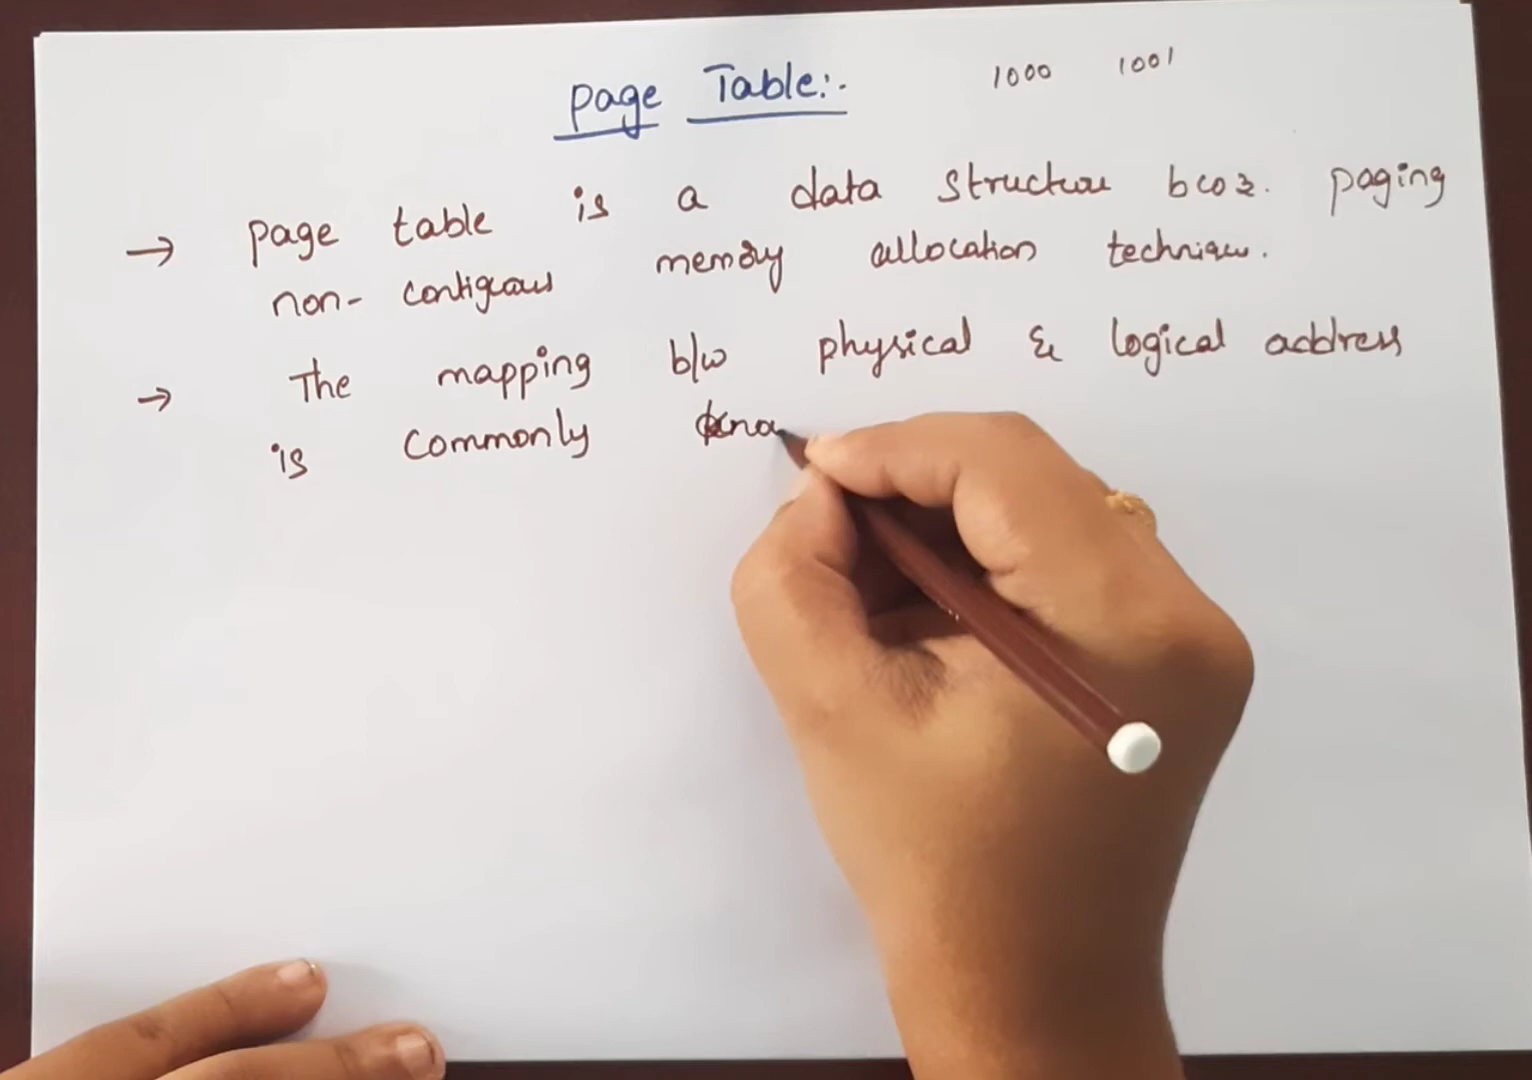 Page Table:-
1000 1001
→ page table is a data structure bcoz. paging
non- contiguous memory allocation technique.
→ The mapping b/w physical & logical address
is commonly kno